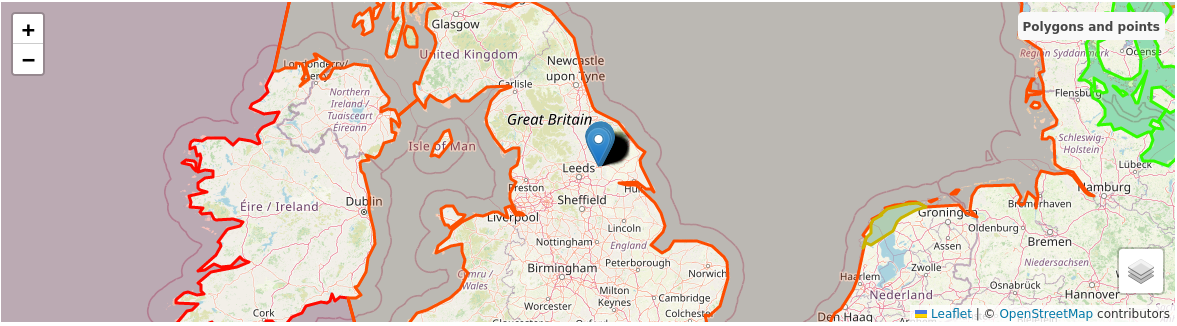 +
−
Polygons and points
Glasgow
United Kingdom
Newcastle
upon Tyne
Odense
Region Syddanmark
Londonderry/
Derry
Carlisle
Northern
Ireland /
Tuaisceart
Éireann
Flensburg
Great Britain
Isle of Man
Schleswig-
Holstein
Leeds
Lübeck
Preston
Hull
Hamburg
Éire / Ireland
Dublin
Sheffield
Bremerhaven
Liverpool
Groningen
Lincoln
Oldenburg
Nottingham
England
Assen
Bremen
Peterborough
Niedersachsen
Birmingham
Norwich
Zwolle
Cymru /
Wales
Haarlem
Osnabrück
Milton
Keynes
Cambridge
Nederland
Hannover
Worcester
Cork
Colchester
Gloucester
Oxford
Den Haag
Leaflet | © OpenStreetMap contributors